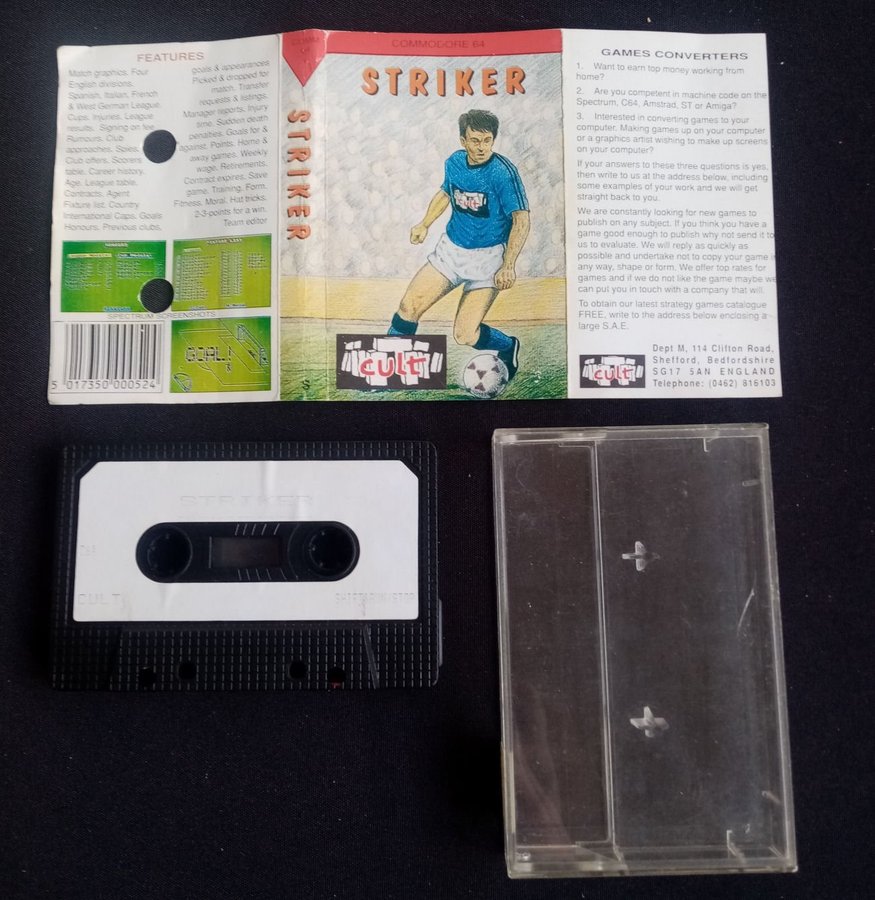 FEATURES
Match graphics. Four
English divisions.
Spanish, Italian, French
& West German League.
Cups. Injuries. League
results. Signing on fee.
Rumours. Club
approaches. Spies.
Club offers. Scorers
table. Career history.
Age. League table.
Contracts. Agent
Fixture list, Country
International Caps. Goals
Honours. Previous clubs,
goals & appearances
Picked & dropped for
match. Transfer
requests & listings.
Manager reports. Injury
time. Sudden death
penalties. Goals for &
against. Points. Home &
away games. Weekly
wage. Retirements.
Contract expires. Save
game. Training. Form.
Fitness. Moral. Hat tricks.
2-3-points for a win.
Team editor
SPECTRUM SCREENSHOTS
GOAL!
5 017350 000524
STRIKER
COMMODORE 64
STRIKER
cult
cult
GAMES CONVERTERS
1. Want to earn top money working from
home?
2. Are you competent in machine code on the
Spectrum, C64, Amstrad, ST or Amiga?
3. Interested in converting games to your
computer. Making games up on your computer
or a graphics artist wishing to make up screens
on your computer?
If your answers to these three questions is yes,
then write to us at the address below, including
some examples of your work and we will get
straight back to you.
We are constantly looking for new games to
publish on any subject. If you think you have a
game good enough to publish why not send it to
us to evaluate. We will reply as quickly as
possible and undertake not to copy your game in
any way, shape or form. We offer top rates for
games and if we do not like the game maybe we
can put you in touch with a company that will.
To obtain our latest strategy games catalogue
FREE, write to the address below enclosing a
large S.A.E.
cult
Dept M, 114 Clifton Road,
Shefford, Bedfordshire
SG17 5AN ENGLAND
Telephone: (0462) 816103
STRIKER
CULT
SHIFT&RUN/STOP